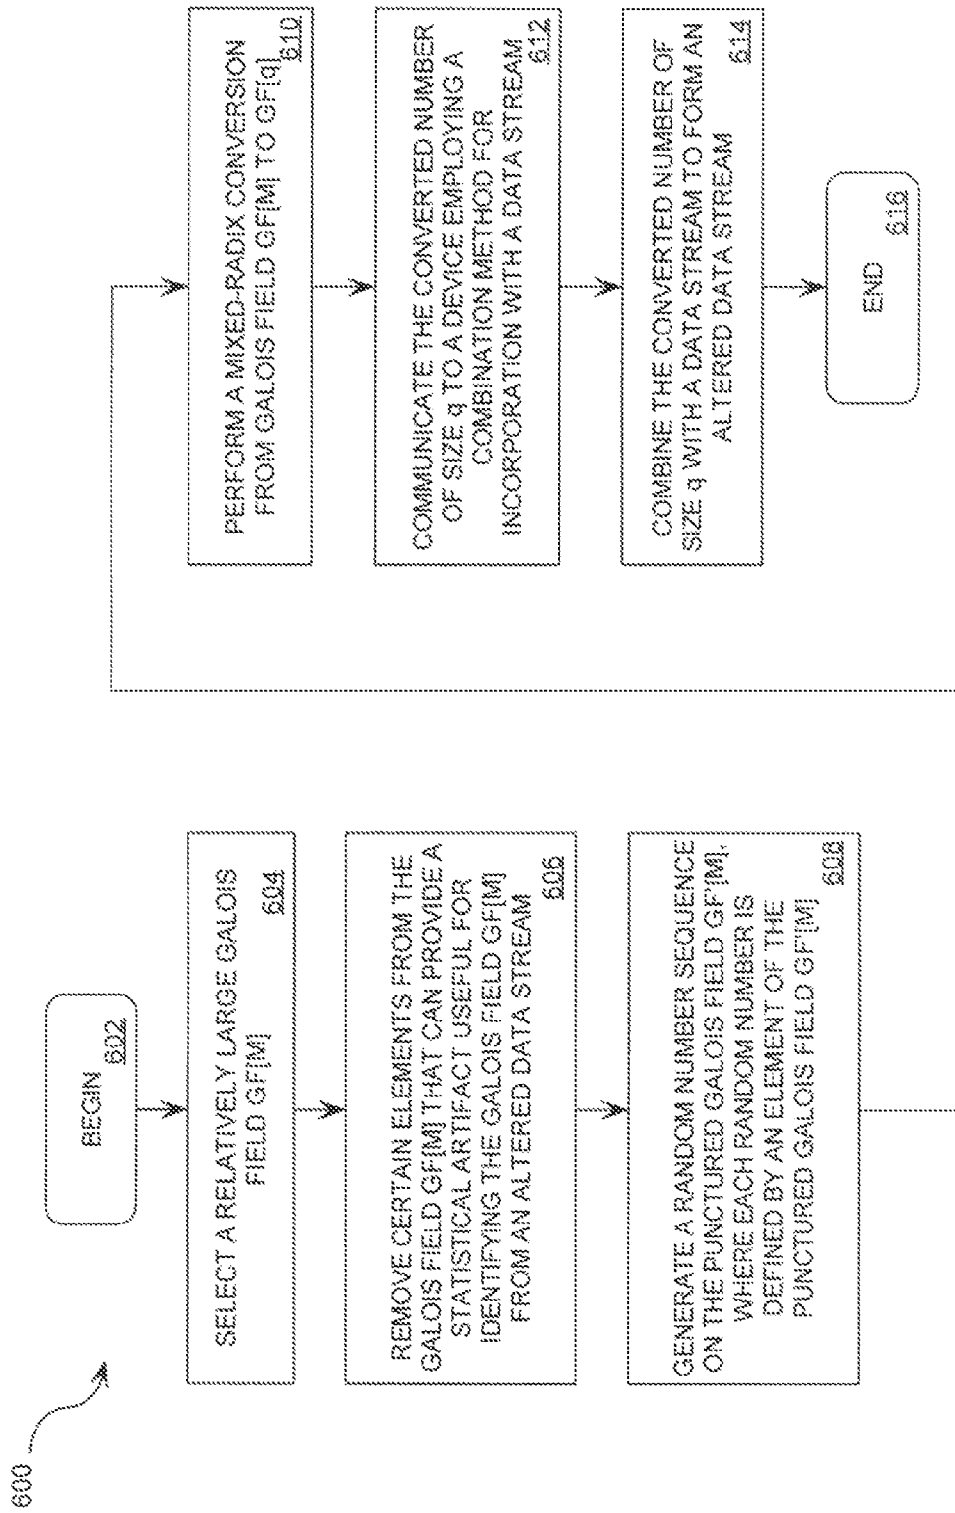 600
BEGIN
602
SELECT A RELATIVELY LARGE GALOIS
FIELD GF[M]
604
REMOVE CERTAIN ELEMENTS FROM THE
GALOIS FIELD GF[M] THAT CAN PROVIDE A
STATISTICAL ARTIFACT USEFUL FOR
IDENTIFYING THE GALOIS FIELD GF[M]
FROM AN ALTERED DATA STREAM
606
GENERATE A RANDOM NUMBER SEQUENCE
ON THE PUNCTURED GALOIS FIELD GF'[M],
WHERE EACH RANDOM NUMBER IS
DEFINED BY AN ELEMENT OF THE
PUNCTURED GALOIS FIELD GF'[M]
608
PERFORM A MIXED-RADIX CONVERSION
FROM GALOIS FIELD GF[M] TO GF[q]
610
COMMUNICATE THE CONVERTED NUMBER
OF SIZE q TO A DEVICE EMPLOYING A
COMBINATION METHOD FOR
INCORPORATION WITH A DATA STREAM
612
COMBINE THE CONVERTED NUMBER OF
SIZE q WITH A DATA STREAM TO FORM AN
ALTERED DATA STREAM
614
END
616